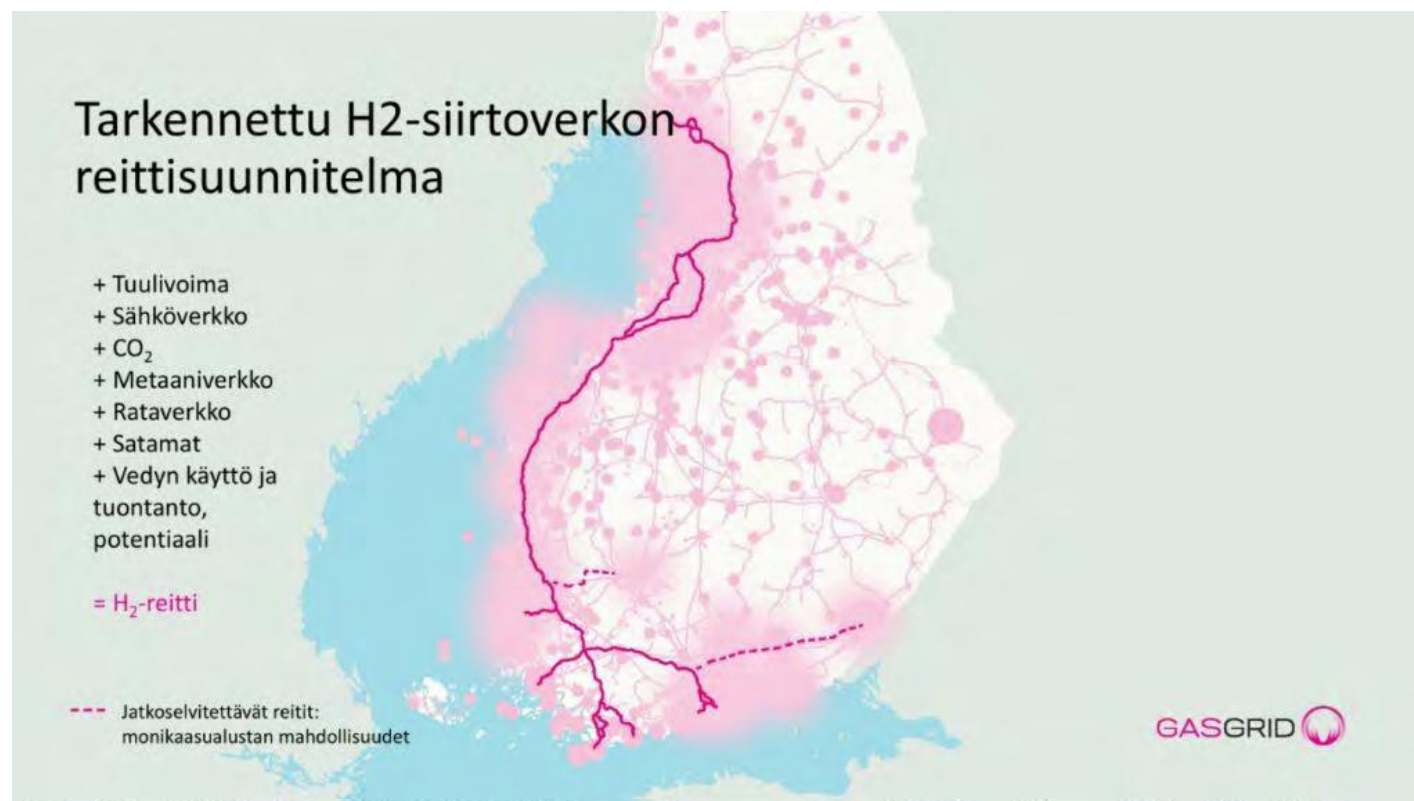 Tarkennettu H2-siirtoverkon
reittisuunnitelma
+ Tuulivoima
+ Sähköverkko
+ CO₂
+ Metaaniverkko
+ Rataverkko
+ Satamat
+ Vedyn käyttö ja
tuontanto,
potentiaali
= H₂-reitti
Jatkoselvitettävät reitit:
monikaasualustan mahdollisuudet
GASGRID